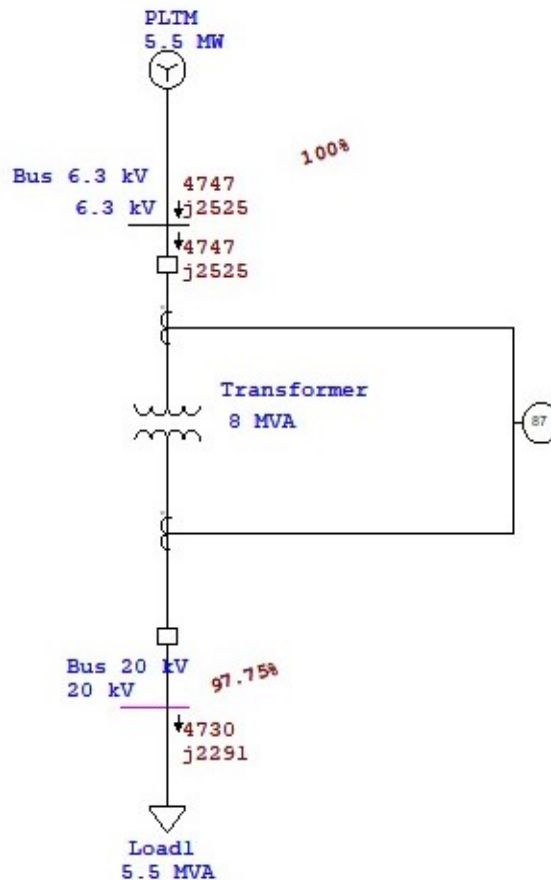 PLTM
5.5 MW
100%
Bus 6.3 kV
4747
6.3 kV
j2525
4747
j2525
Transformer
8 MVA
87
Bus 20 kV
97.75%
20 kV
4730
j2291
Load1
5.5 MVA